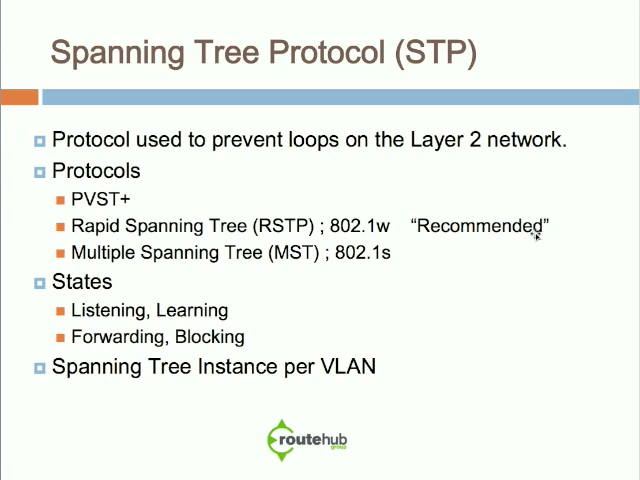 Spanning Tree Protocol (STP)
Protocol used to prevent loops on the Layer 2 network.
Protocols
PVST+
Rapid Spanning Tree (RSTP) ; 802.1w “Recommended”
Multiple Spanning Tree (MST) ; 802.1s
States
Listening, Learning
Forwarding, Blocking
Spanning Tree Instance per VLAN
routehub
group